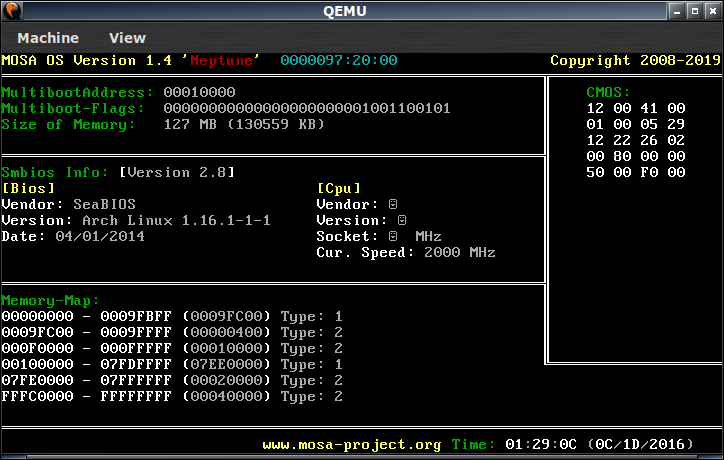 QEMU
Machine View
MOSA OS Version 1.4 'Neptune' 0000097:20:00 Copyright 2008-2019
MultibootAddress: 00010000
Multiboot-Flags: 00000000000000000000001001100101
Size of Memory: 127 MB (130559 KB)
CMOS:
12 00 41 00
01 00 05 29
12 22 26 02
00 80 00 00
50 00 F0 00
Smbios Info: [Version 2.8]
[Bios] [Cpu]
Vendor: SeaBIOS Vendor:
Version: Arch Linux 1.16.1-1-1 Version:
Date: 04/01/2014 Socket: MHz
Cur. Speed: 2000 MHz
Memory-Map:
00000000 - 0009FBFF (0009FC00) Type: 1
0009FC00 - 0009FFFF (00000400) Type: 2
000F0000 - 000FFFFF (00010000) Type: 2
00100000 - 07FDFFFF (07EE0000) Type: 1
07FE0000 - 07FFFFFF (00020000) Type: 2
FFFC0000 - FFFFFFFF (00040000) Type: 2
www.mosa-project.org Time: 01:29:0C (0C/1D/2016)